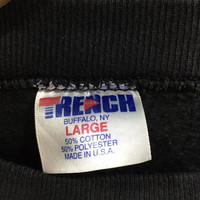 TRENCH
BUFFALO, NY
LARGE
50% COTTON
50% POLYESTER
MADE IN U.S.A.